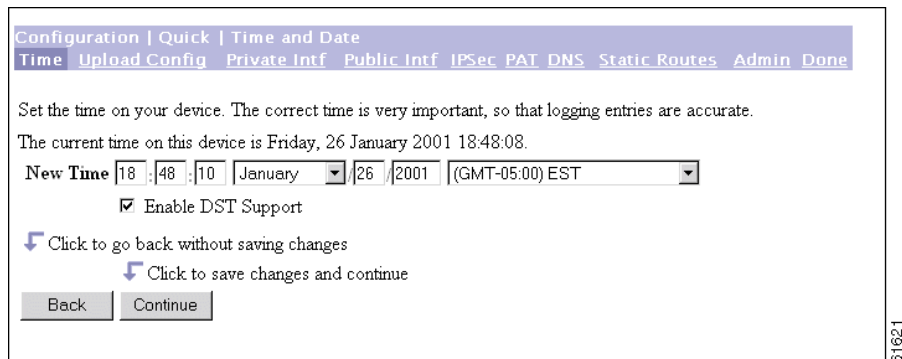 Configuration | Quick | Time and Date
Time Upload Config Private Intf Public Intf IPSec PAT DNS Static Routes Admin Done
Set the time on your device. The correct time is very important, so that logging entries are accurate.
The current time on this device is Friday, 26 January 2001 18:48:08.
New Time 18 : 48 : 10 January / 26 / 2001 (GMT-05:00) EST
Enable DST Support
Click to go back without saving changes
Click to save changes and continue
Back Continue
61621